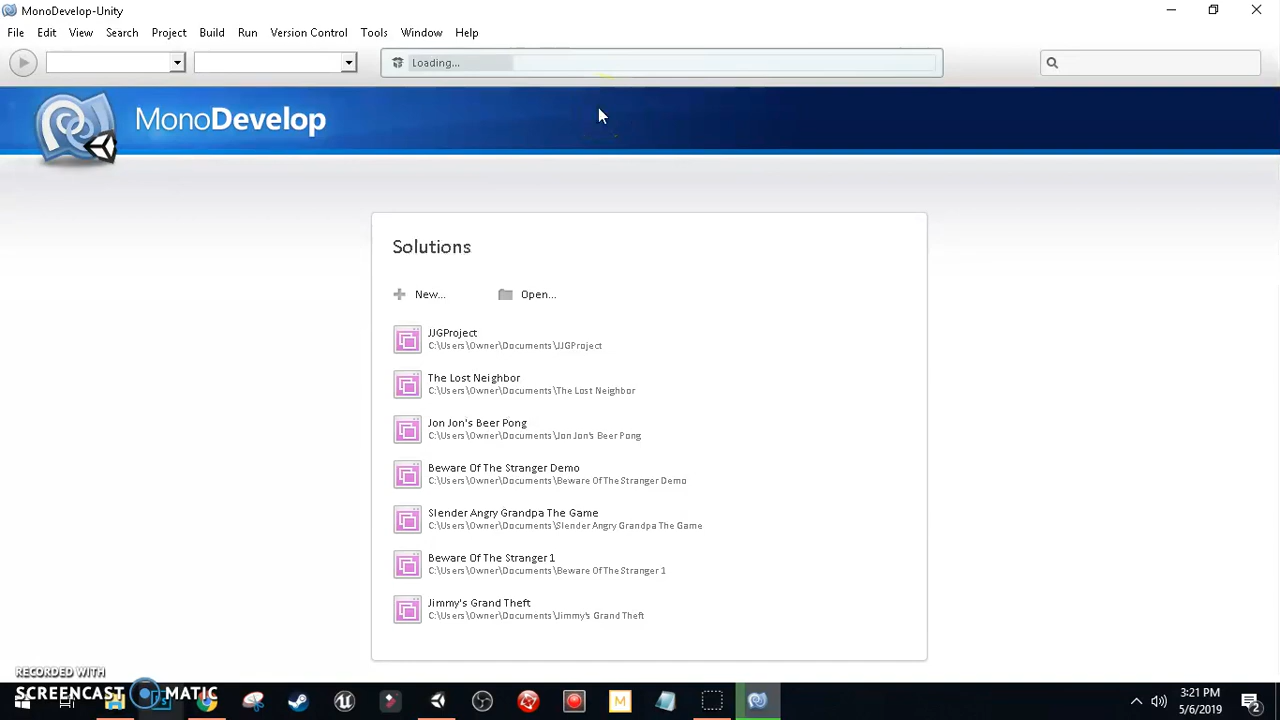 MonoDevelop-Unity
File Edit View Search Project Build Run Version Control Tools Window Help
Loading...
MonoDevelop
Solutions
New... Open...
JJGProject
C:\Users\Owner\Documents\JJGProject
The Lost Neighbor
C:\Users\Owner\Documents\The Lost Neighbor
Jon Jon's Beer Pong
C:\Users\Owner\Documents\Jon Jon's Beer Pong
Beware Of The Stranger Demo
C:\Users\Owner\Documents\Beware Of The Stranger Demo
Slender Angry Grandpa The Game
C:\Users\Owner\Documents\Slender Angry Grandpa The Game
Beware Of The Stranger 1
C:\Users\Owner\Documents\Beware Of The Stranger 1
Jimmy's Grand Theft
C:\Users\Owner\Documents\Jimmy's Grand Theft
RECORDED WITH
SCREENCAST MATIC
Ps
M
3:21 PM
5/6/2019
2